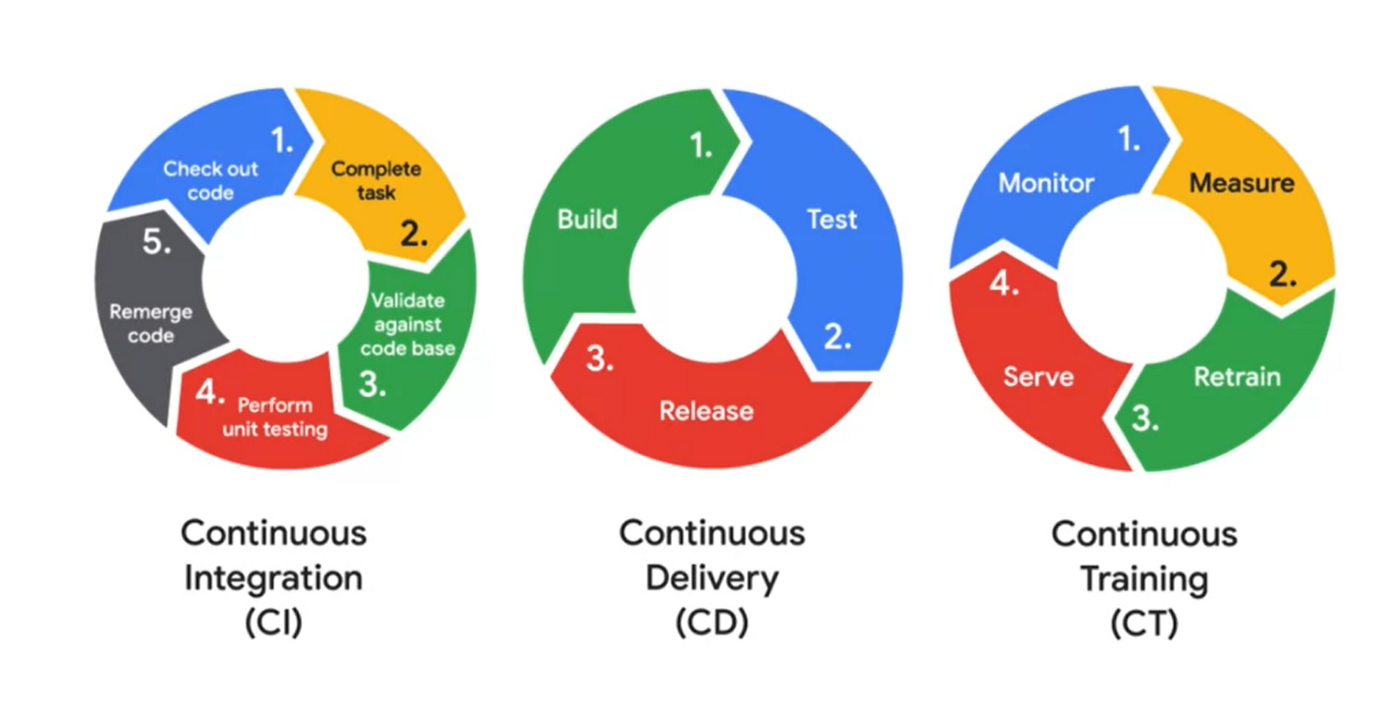 1.
Check out
code
Complete
task
2.
Validate
against
code base
3.
4.
Perform
unit testing
5.
Remerge
code
Continuous
Integration
(CI)
1.
Build
Test
2.
3.
Release
Continuous
Delivery
(CD)
1.
Monitor
Measure
2.
Retrain
3.
4.
Serve
Continuous
Training
(CT)